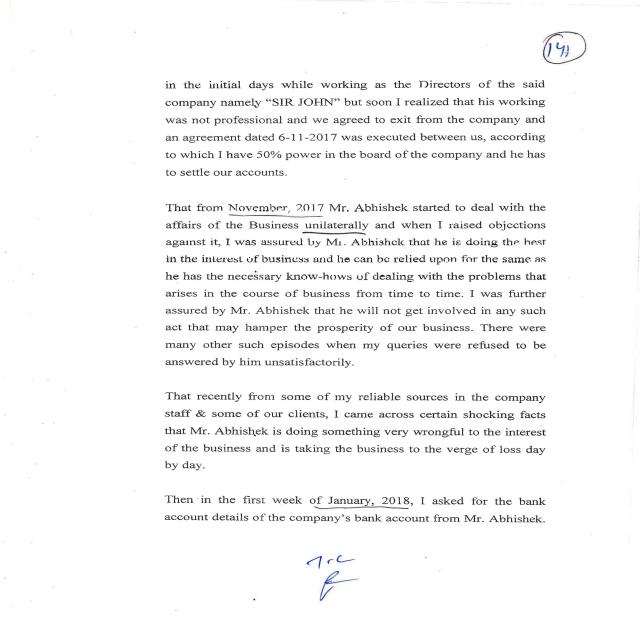 in the initial days while working as the Directors of the said
company namely “SIR JOHN” but soon I realized that his working
was not professional and we agreed to exit from the company and
an agreement dated 6-11-2017 was executed between us, according
to which I have 50% power in the board of the company and he has
to settle our accounts.
That from November, 2017 Mr. Abhishek started to deal with the
affairs of the Business unilaterally and when I raised objections
against it, I was assured by Mr. Abhishek that he is doing the best
in the interest of business and he can be relied upon for the same as
he has the necessary know-hows of dealing with the problems that
arises in the course of business from time to time. I was further
assured by Mr. Abhishek that he will not get involved in any such
act that may hamper the prosperity of our business. There were
many other such episodes when my queries were refused to be
answered by him unsatisfactorily.
That recently from some of my reliable sources in the company
staff & some of our clients, I came across certain shocking facts
that Mr. Abhishek is doing something very wrongful to the interest
of the business and is taking the business to the verge of loss day
by day.
Then in the first week of January, 2018, I asked for the bank
account details of the company’s bank account from Mr. Abhishek.